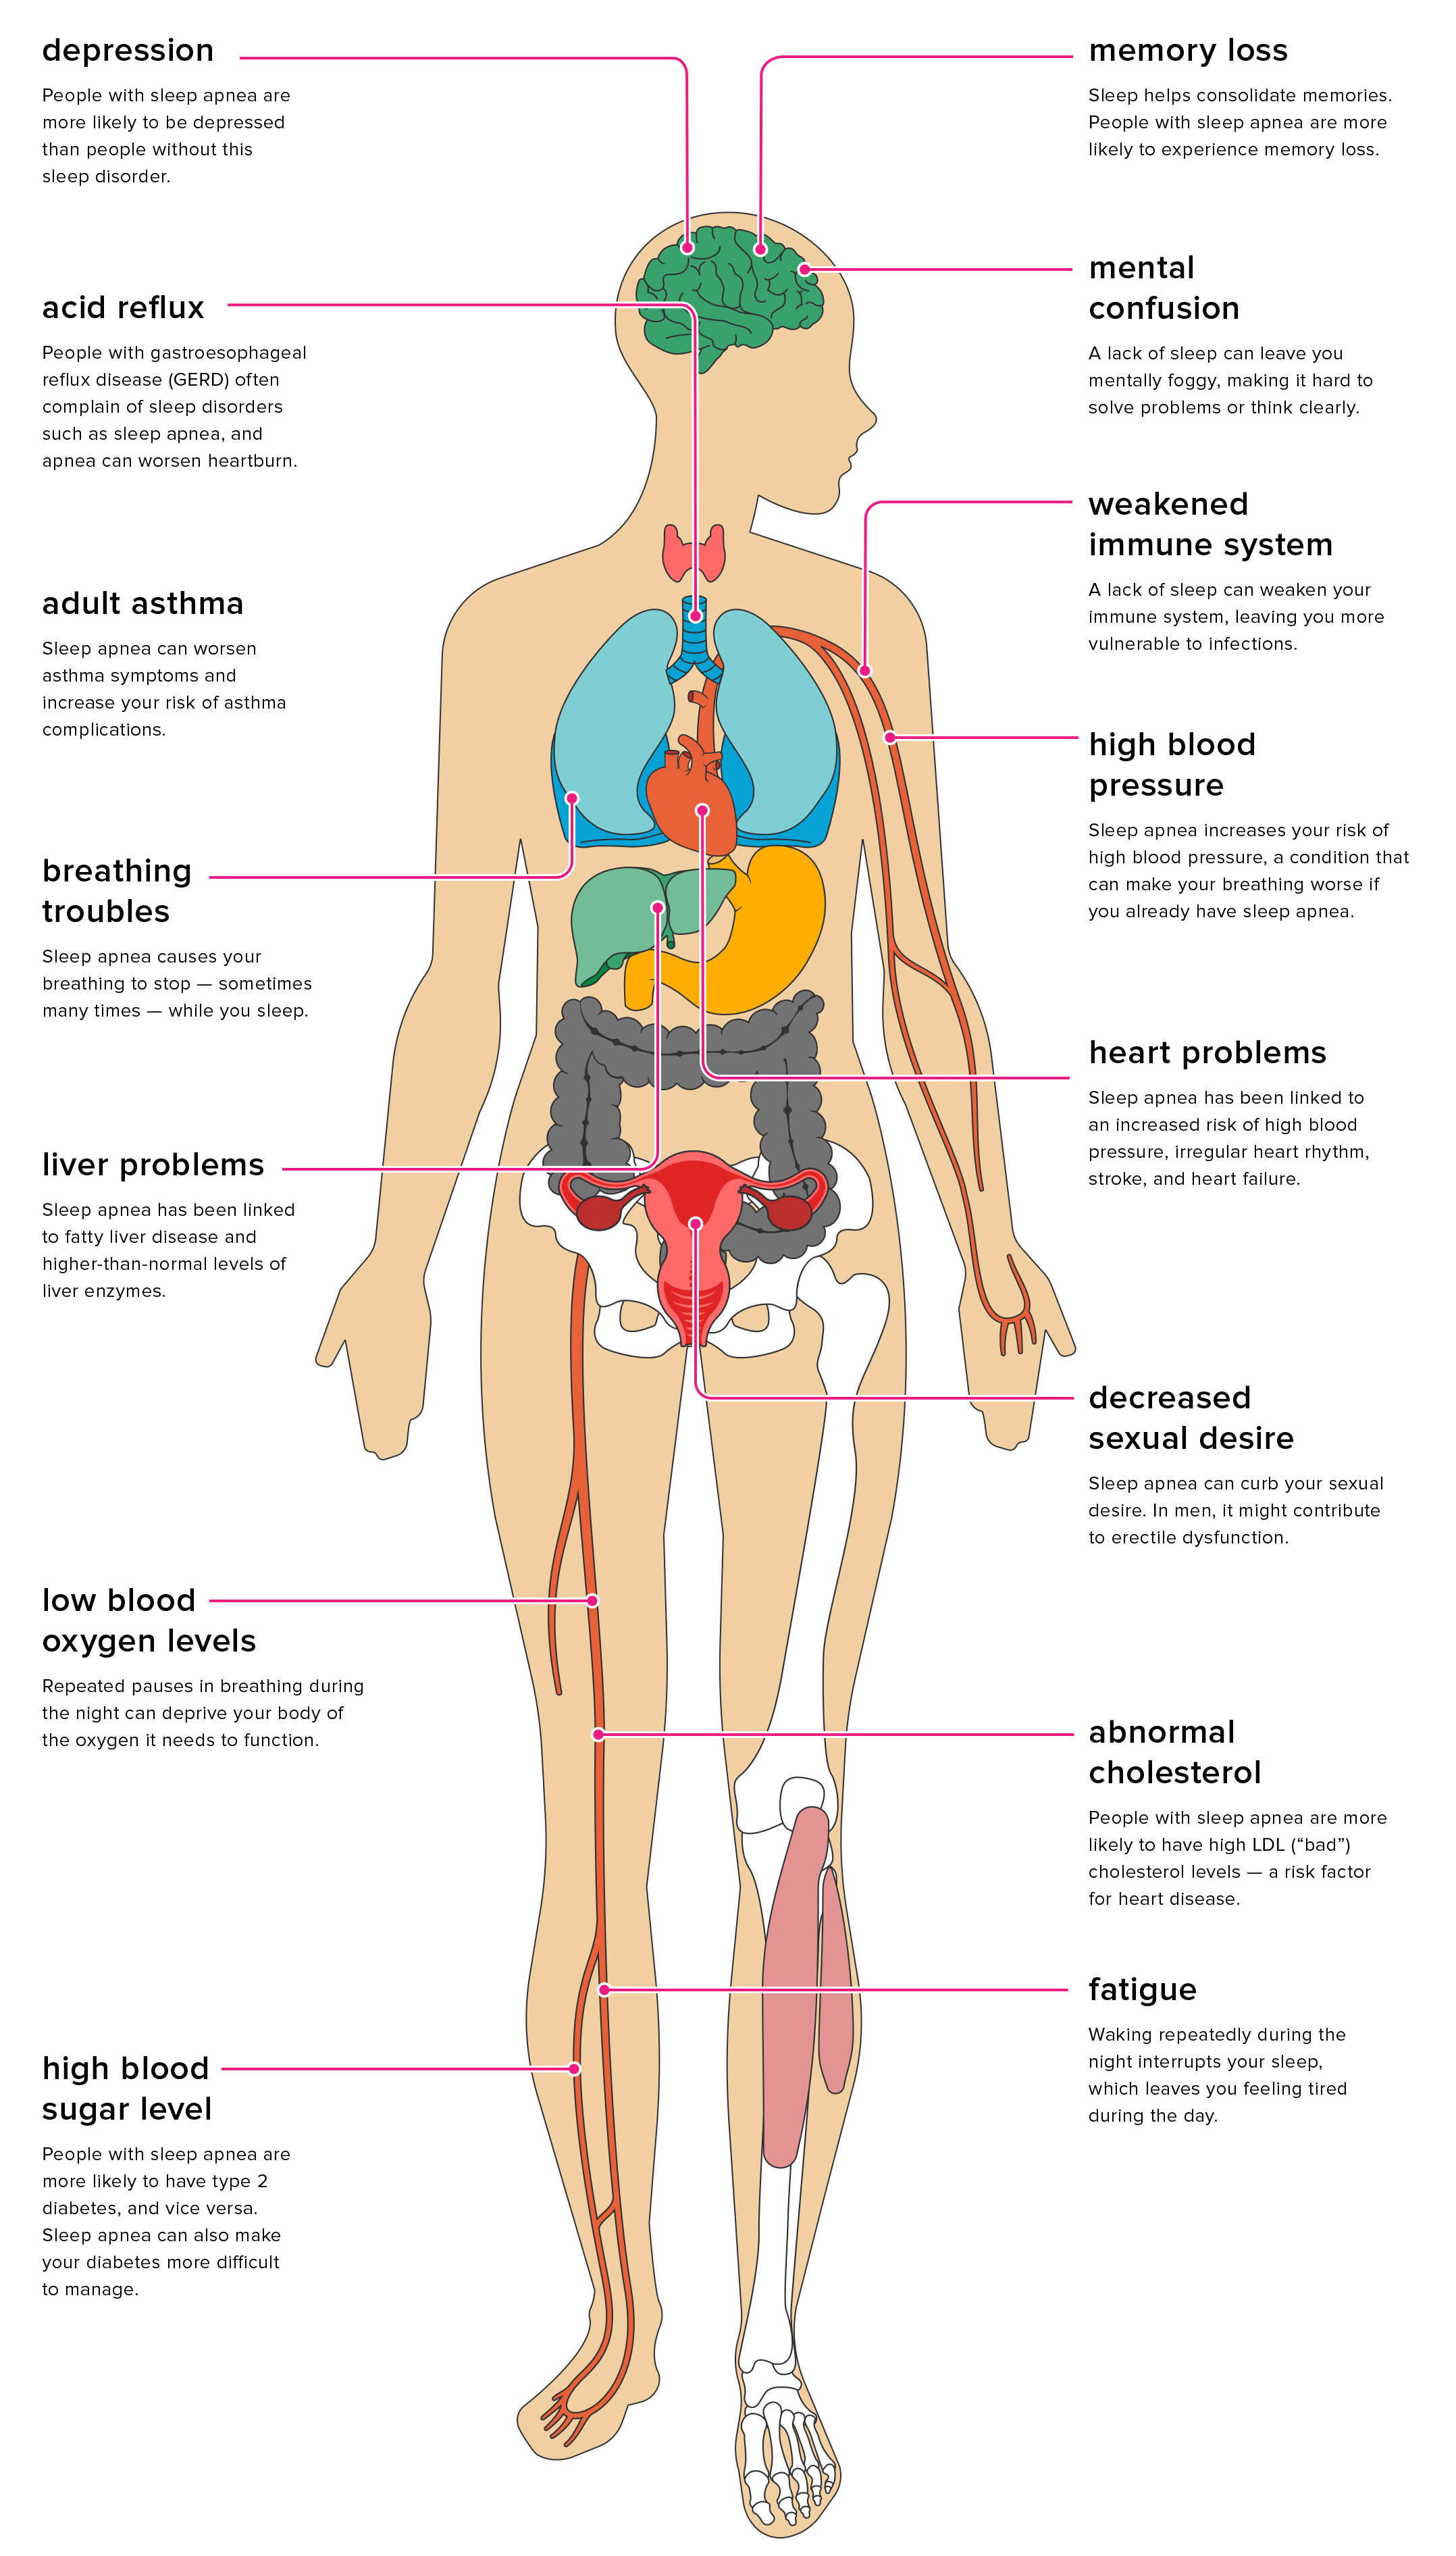 depression
People with sleep apnea are
more likely to be depressed
than people without this
sleep disorder.
acid reflux
People with gastroesophageal
reflux disease (GERD) often
complain of sleep disorders
such as sleep apnea, and
apnea can worsen heartburn.
adult asthma
Sleep apnea can worsen
asthma symptoms and
increase your risk of asthma
complications.
breathing
troubles
Sleep apnea causes your
breathing to stop — sometimes
many times — while you sleep.
liver problems
Sleep apnea has been linked
to fatty liver disease and
higher-than-normal levels of
liver enzymes.
low blood
oxygen levels
Repeated pauses in breathing during
the night can deprive your body of
the oxygen it needs to function.
high blood
sugar level
People with sleep apnea are
more likely to have type 2
diabetes, and vice versa.
Sleep apnea can also make
your diabetes more difficult
to manage.
memory loss
Sleep helps consolidate memories.
People with sleep apnea are more
likely to experience memory loss.
mental
confusion
A lack of sleep can leave you
mentally foggy, making it hard to
solve problems or think clearly.
weakened
immune system
A lack of sleep can weaken your
immune system, leaving you more
vulnerable to infections.
high blood
pressure
Sleep apnea increases your risk of
high blood pressure, a condition that
can make your breathing worse if
you already have sleep apnea.
heart problems
Sleep apnea has been linked to
an increased risk of high blood
pressure, irregular heart rhythm,
stroke, and heart failure.
decreased
sexual desire
Sleep apnea can curb your sexual
desire. In men, it might contribute
to erectile dysfunction.
abnormal
cholesterol
People with sleep apnea are more
likely to have high LDL (“bad”)
cholesterol levels — a risk factor
for heart disease.
fatigue
Waking repeatedly during the
night interrupts your sleep,
which leaves you feeling tired
during the day.